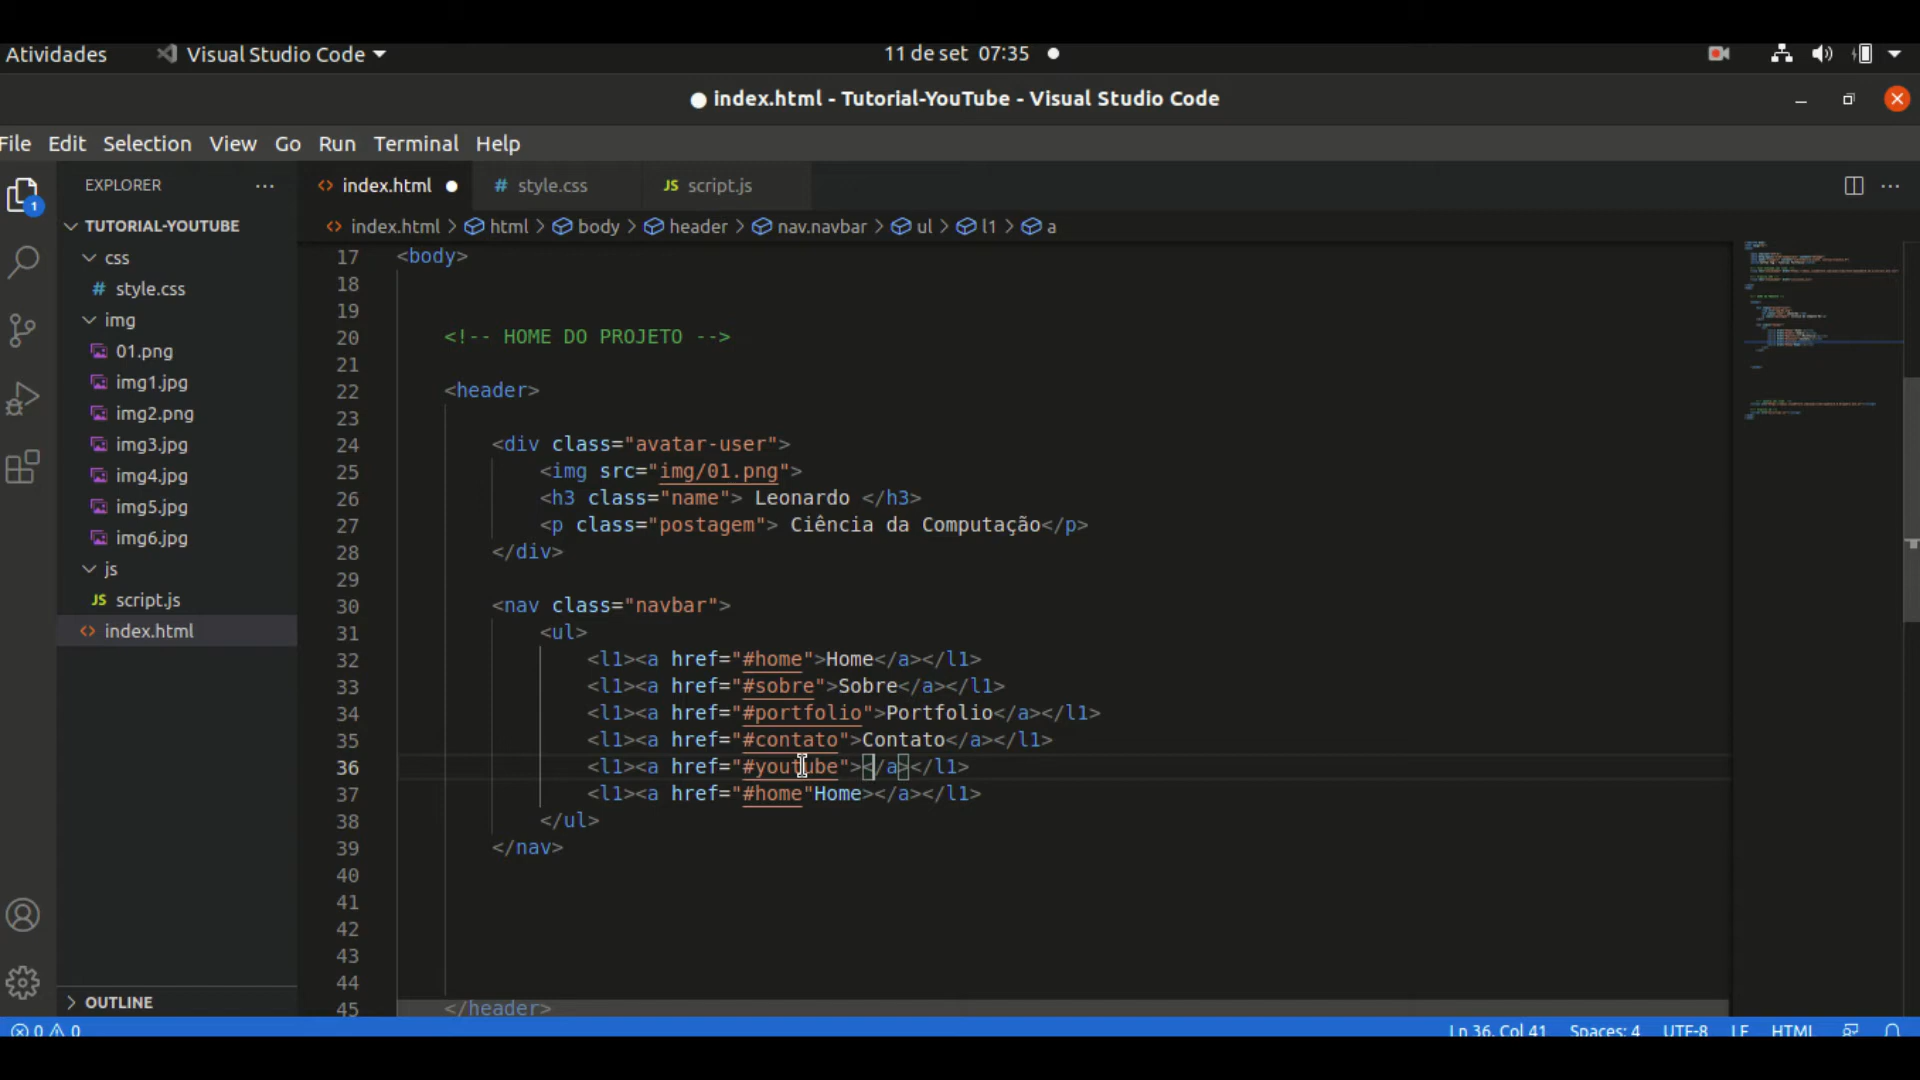 Atividades
Visual Studio Code
11 de set 07:35
index.html - Tutorial-YouTube - Visual Studio Code
File Edit Selection View Go Run Terminal Help
1
EXPLORER
TUTORIAL-YOUTUBE
css
# style.css
img
01.png
img1.jpg
img2.png
img3.jpg
img4.jpg
img5.jpg
img6.jpg
js
JS script.js
<> index.html
OUTLINE
<> index.html
# style.css
JS script.js
<> index.html > html > body > header > nav.navbar > ul > l1 > a
17 <body>
18
19
20 <!-- HOME DO PROJETO -->
21
22 <header>
23
24 <div class="avatar-user">
25 <img src="img/01.png">
26 <h3 class="name"> Leonardo </h3>
27 <p class="postagem"> Ciência da Computação</p>
28 </div>
29
30 <nav class="navbar">
31 <ul>
32 <l1><a href="#home">Home</a></l1>
33 <l1><a href="#sobre">Sobre</a></l1>
34 <l1><a href="#portfolio">Portfolio</a></l1>
35 <l1><a href="#contato">Contato</a></l1>
36 <l1><a href="#youtube"></a></l1>
37 <l1><a href="#home"Home></a></l1>
38 </ul>
39 </nav>
40
41
42
43
44
45 </header>
0 0
Ln 36, Col 41 Spaces: 4 UTF-8 LF HTML